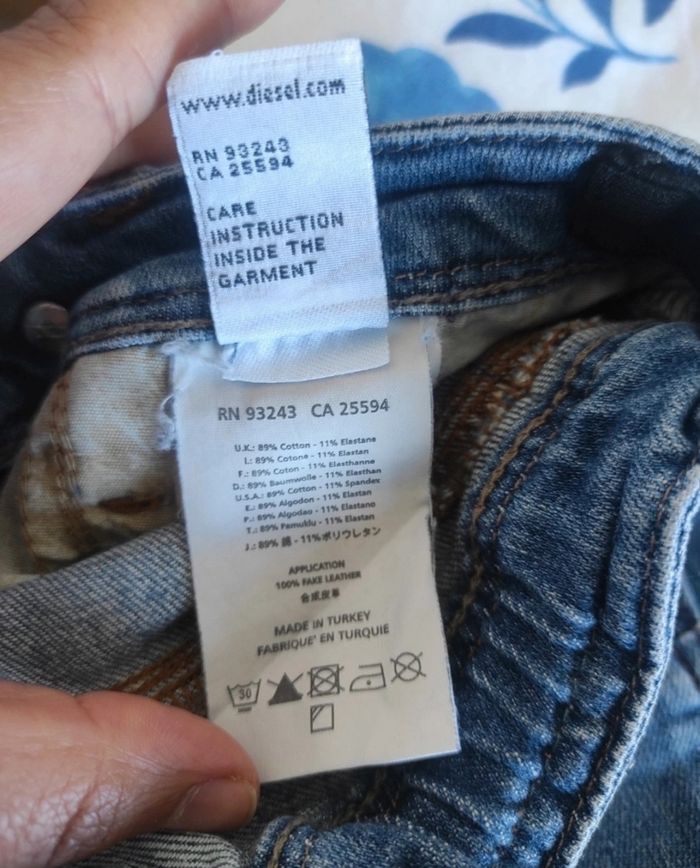 www.diesel.com
RN 93243
CA 25594
CARE
INSTRUCTION
INSIDE THE
GARMENT
RN 93243 CA 25594
U.K.: 89% Cotton - 11% Elastane
I.: 89% Cotone - 11% Elastan
F.: 89% Coton - 11% Elasthanne
D.: 89% Baumwolle - 11% Elasthan
U.S.A.: 89% Cotton - 11% Spandex
E.: 89% Algodon - 11% Elastan
P.: 89% Algodao - 11% Elastano
T.: 89% Pamuklu - 11% Elastan
J.: 89% 綿 - 11%ポリウレタン
APPLICATION
100% FAKE LEATHER
合成皮革
MADE IN TURKEY
FABRIQUE' EN TURQUIE
30